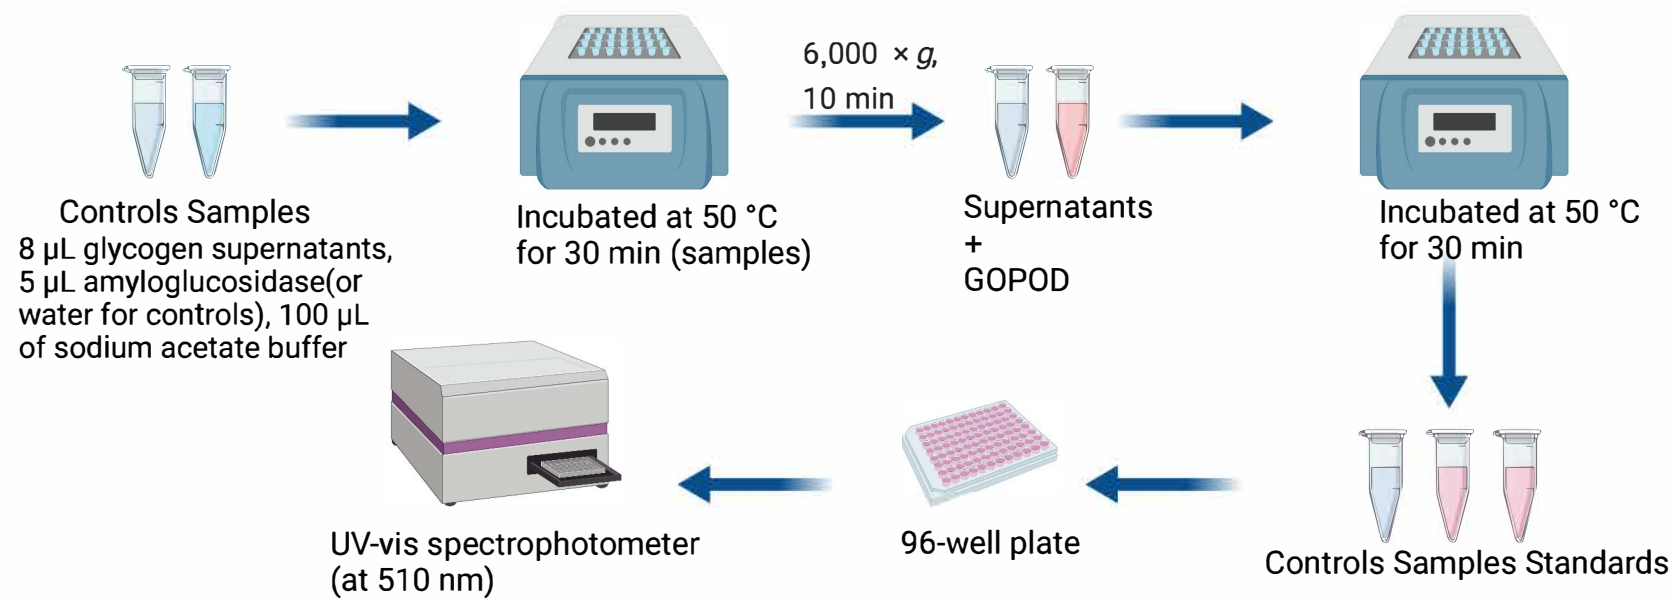 Controls Samples
8 µL glycogen supernatants,
5 µL amyloglucosidase(or
water for controls), 100 µL
of sodium acetate buffer
Incubated at 50 °C
for 30 min (samples)
6,000 × g,
10 min
Supernatants
+
GOPOD
Incubated at 50 °C
for 30 min
Controls Samples Standards
96-well plate
UV-vis spectrophotometer
(at 510 nm)